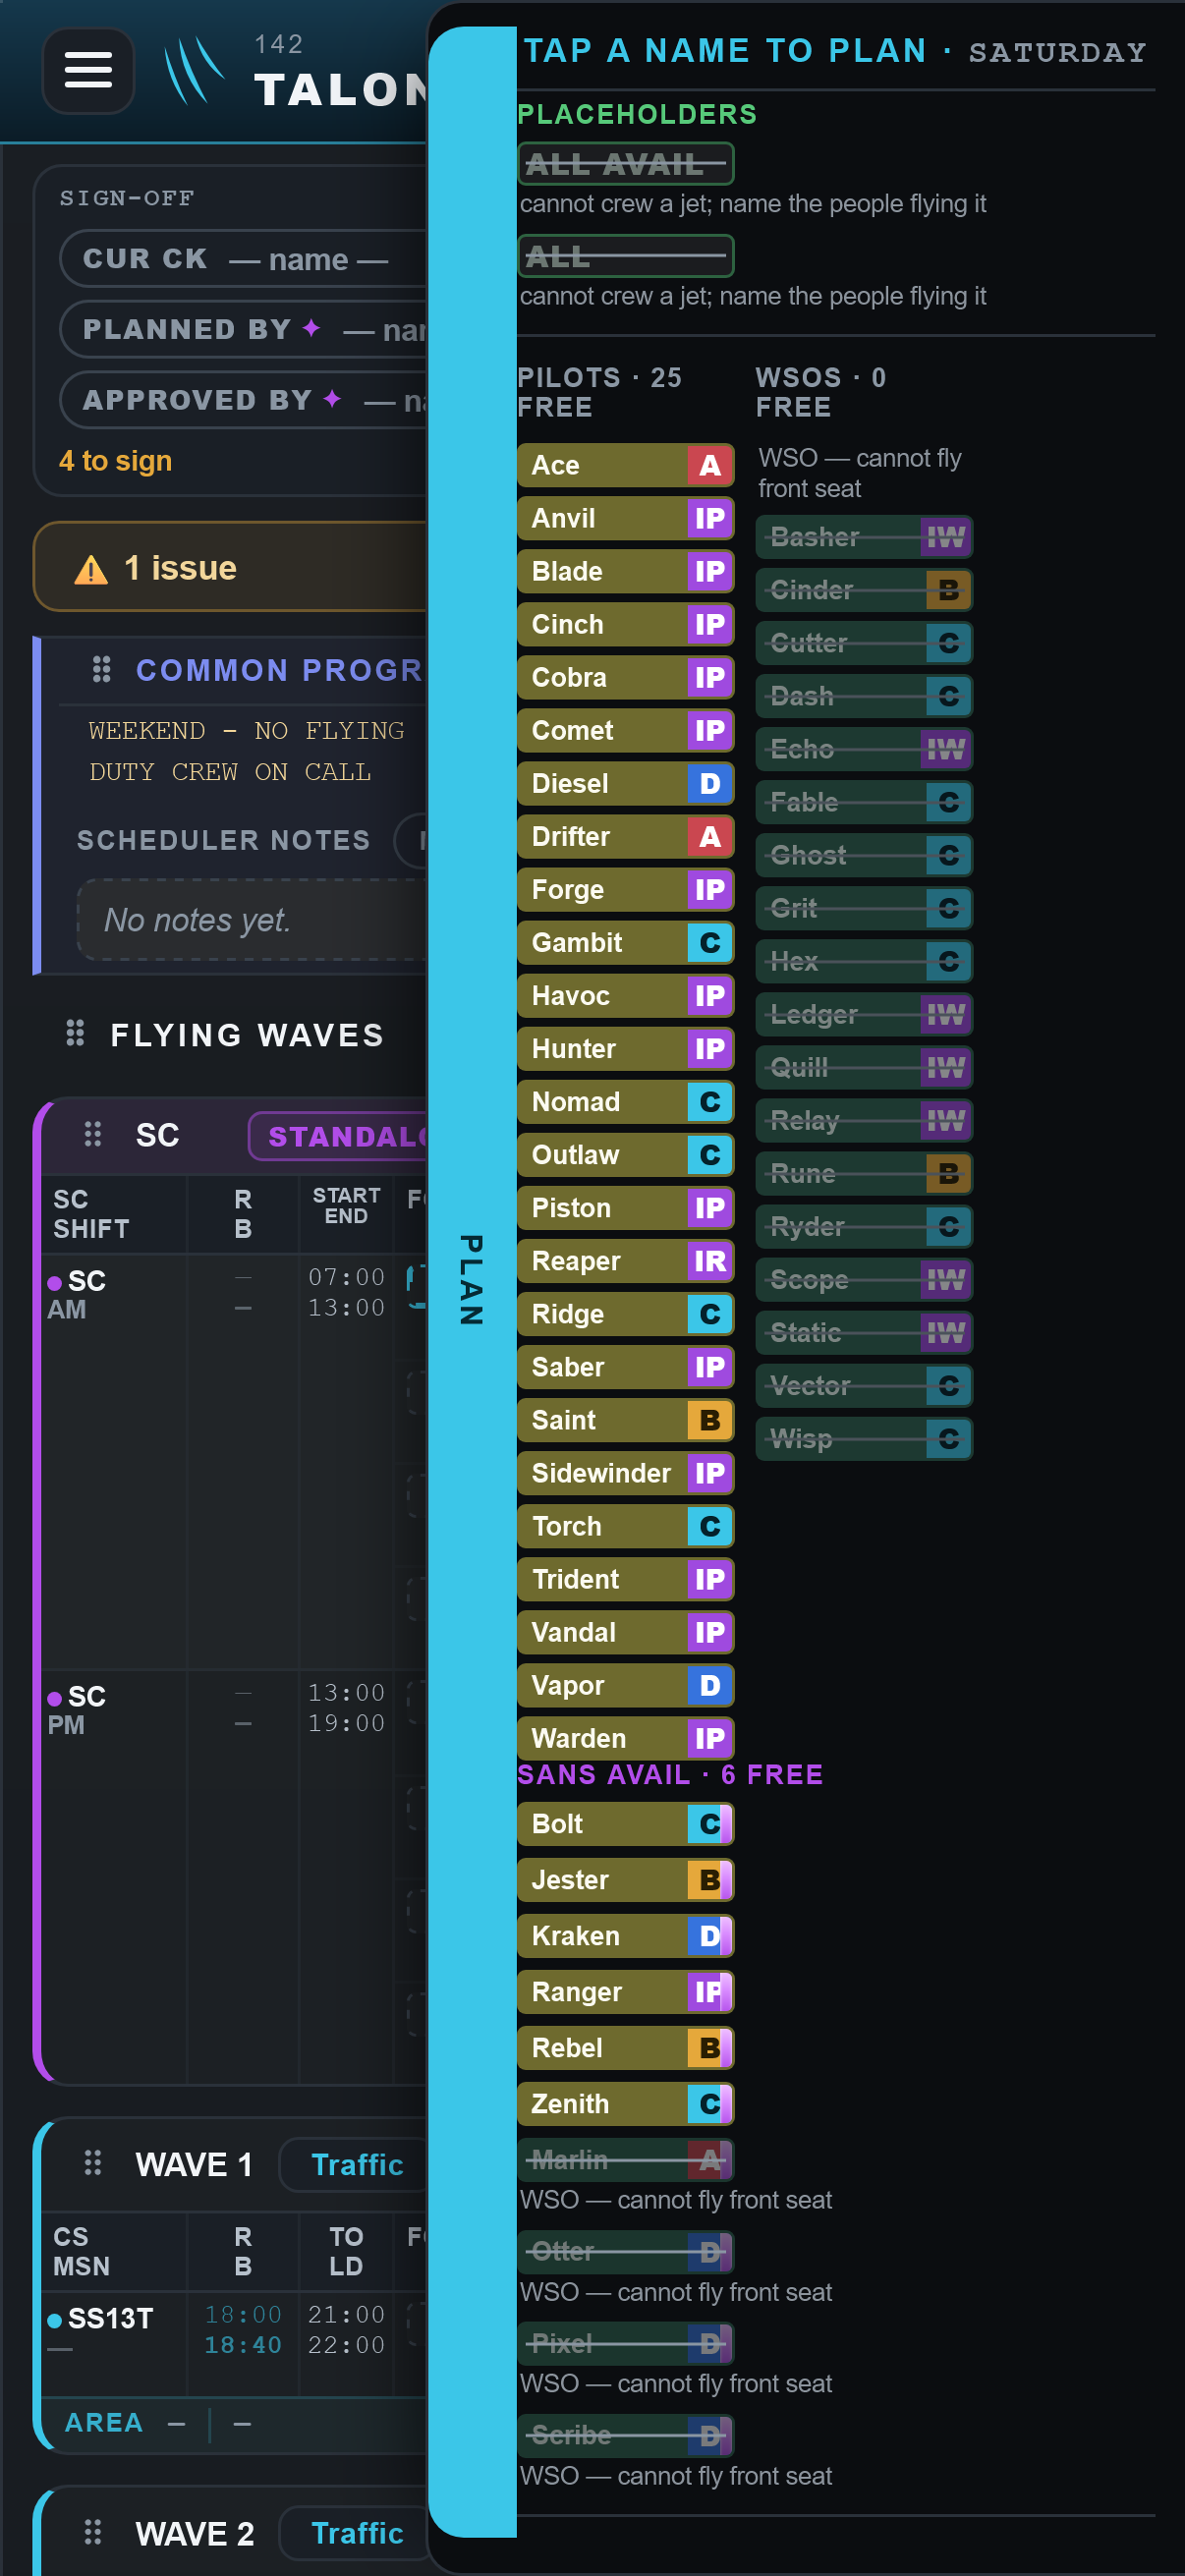 142
TALON
SIGN-OFF
CUR CK — name —
PLANNED BY ✦ —
APPROVED BY ✦ —
4 to sign
1 issue
COMMON PROGR
WEEKEND - NO FLYING
DUTY CREW ON CALL
SCHEDULER NOTES
No notes yet.
FLYING WAVES
SC STANDALO
SC SHIFT
R B
START END
SC AM
— —
07:00
13:00
SC PM
— —
13:00
19:00
WAVE 1 Traffic
CS MSN
R B
TO LD
SS13T
—
18:00
18:40
21:00
22:00
AREA — | —
WAVE 2 Traffic
PLAN
TAP A NAME TO PLAN · SATURDAY
PLACEHOLDERS
ALL AVAIL
cannot crew a jet; name the people flying it
ALL
cannot crew a jet; name the people flying it
PILOTS · 25
FREE
Ace A
Anvil IP
Blade IP
Cinch IP
Cobra IP
Comet IP
Diesel D
Drifter A
Forge IP
Gambit C
Havoc IP
Hunter IP
Nomad C
Outlaw C
Piston IP
Reaper IR
Ridge C
Saber IP
Saint B
Sidewinder IP
Torch C
Trident IP
Vandal IP
Vapor D
Warden IP
WSOS · 0
FREE
WSO — cannot fly
front seat
Basher IW
Cinder B
Cutter C
Dash C
Echo IW
Fable C
Ghost C
Grit C
Hex C
Ledger IW
Quill IW
Relay IW
Rune B
Ryder C
Scope IW
Static IW
Vector C
Wisp C
SANS AVAIL · 6 FREE
Bolt C
Jester B
Kraken D
Ranger IP
Rebel B
Zenith C
Marlin A
WSO — cannot fly front seat
Otter D
WSO — cannot fly front seat
Pixel D
WSO — cannot fly front seat
Scribe D
WSO — cannot fly front seat